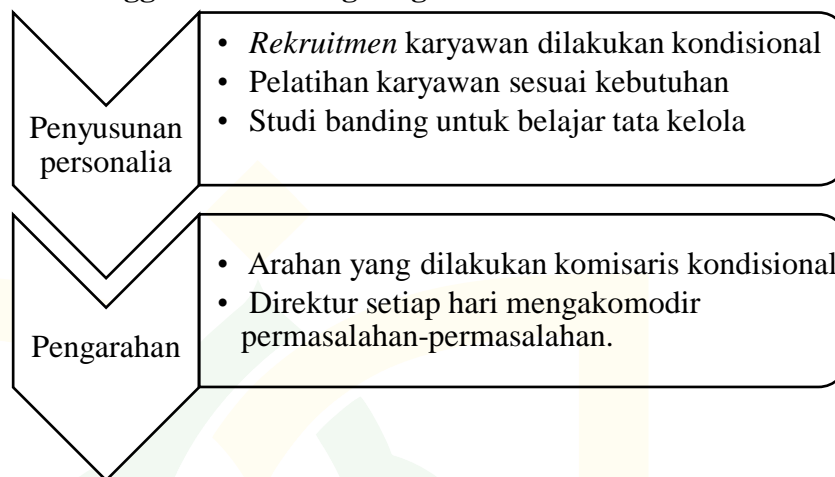 • Rekruitmen karyawan dilakukan kondisional
• Pelatihan karyawan sesuai kebutuhan
• Studi banding untuk belajar tata kelola
Penyusunan
personalia
• Arahan yang dilakukan komisaris kondisional
• Direktur setiap hari mengakomodir
permasalahan-permasalahan.
Pengarahan